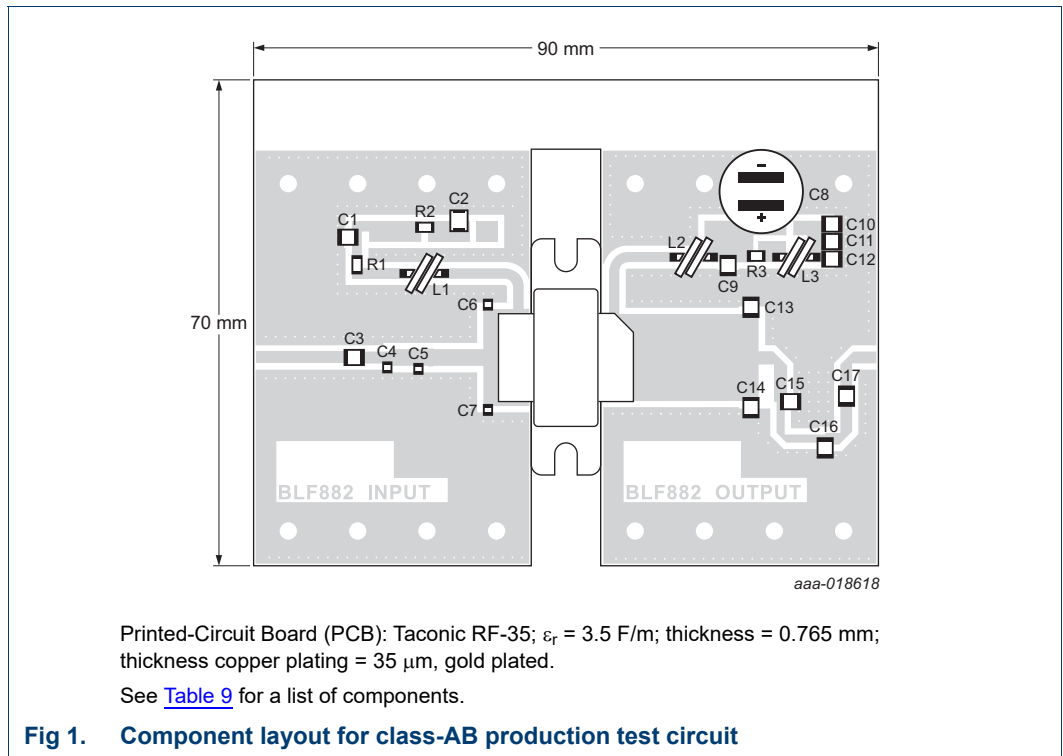 90 mm
70 mm
C1
R2
C2
R1
L1
C6
C3
C4
C5
C7
BLF882 INPUT
-
+
C8
L2
C9
R3
L3
C10
C11
C12
C13
C14
C15
C17
C16
BLF882 OUTPUT
aaa-018618
Printed-Circuit Board (PCB): Taconic RF-35; εr = 3.5 F/m; thickness = 0.765 mm;
thickness copper plating = 35 μm, gold plated.
See Table 9 for a list of components.
Fig 1. Component layout for class-AB production test circuit